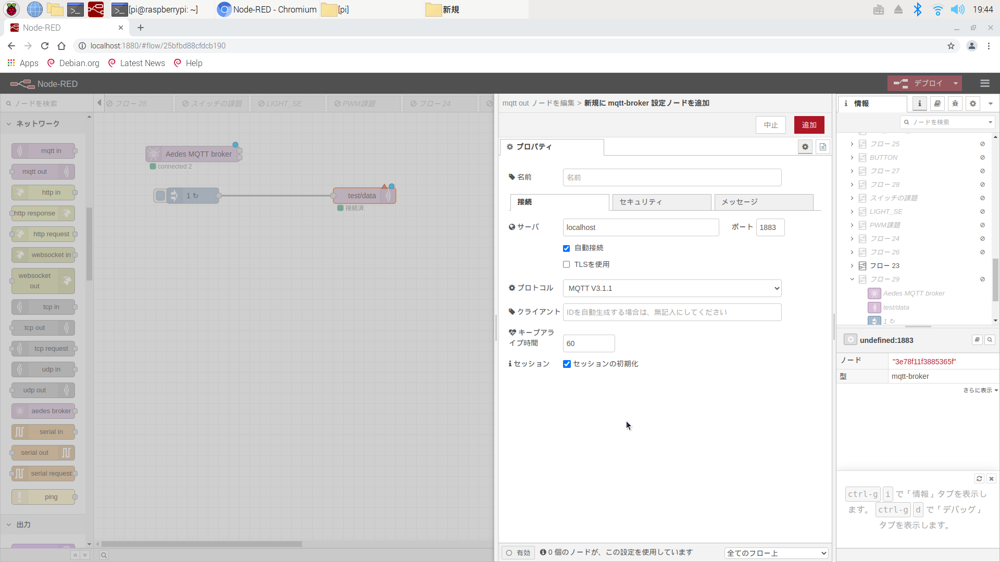 [pi@raspberrypi: ~]
Node-RED - Chromium
[pi]
新規
19:44
Node-RED
localhost:1880/#flow/25bfbd88cfdcb190
Apps
Debian.org
Latest News
Help
Node-RED
デプロイ
ノードを検索
フロー 28
スイッチの課題
LIGHT_SE
PWM課題
フロー 24
ネットワーク
mqtt in
mqtt out
http in
http response
http request
websocket in
websocket
out
tcp in
tcp out
tcp request
udp in
udp out
aedes broker
serial in
serial out
serial request
ping
出力
Aedes MQTT broker
connected 2
1 ↻
test/data
接続済
mqtt out ノードを編集 > 新規に mqtt-broker 設定ノードを追加
中止
追加
プロパティ
名前
名前
接続
セキュリティ
メッセージ
サーバ
localhost
ポート
1883
自動接続
TLSを使用
プロトコル
MQTT V3.1.1
クライアント
IDを自動生成する場合は、無記入にしてください
キープアラ
イブ時間
60
セッション
セッションの初期化
有効
0 個のノードが、この設定を使用しています
全てのフロー上
情報
ノードを検索
フロー 25
BUTTON
フロー 27
フロー 28
スイッチの課題
LIGHT_SE
PWM課題
フロー 24
フロー 26
フロー 23
フロー 29
Aedes MQTT broker
test/data
1 ↻
undefined:1883
ノード
"3e78f11f3885365f"
型
mqtt-broker
さらに表示
ctrl-g i で「情報」タブを表示し
ます。 ctrl-g d で「デバッグ」
タブを表示します。